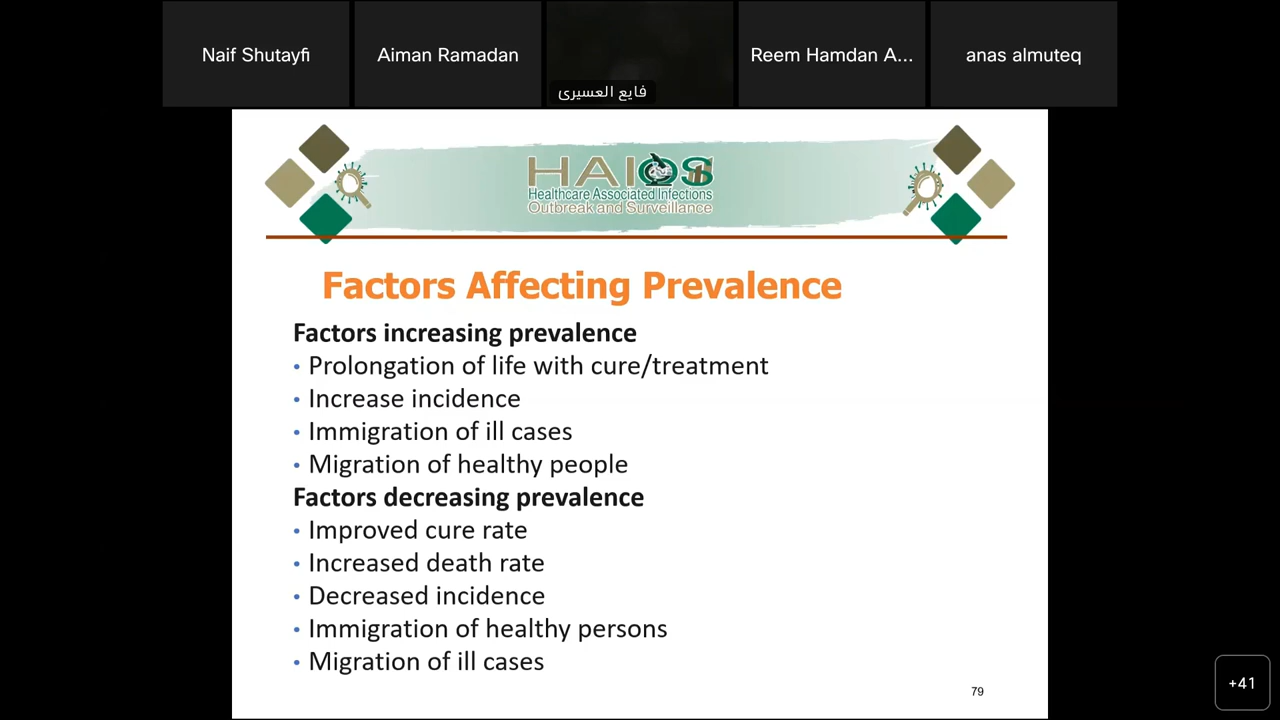 Naif Shutayfi
Aiman Ramadan
فايع العسيري
Reem Hamdan A...
anas almuteq
HAIOS
Healthcare Associated Infections
Outbreak and Surveillance
Factors Affecting Prevalence
Factors increasing prevalence
• Prolongation of life with cure/treatment
• Increase incidence
• Immigration of ill cases
• Migration of healthy people
Factors decreasing prevalence
• Improved cure rate
• Increased death rate
• Decreased incidence
• Immigration of healthy persons
• Migration of ill cases
79
+41